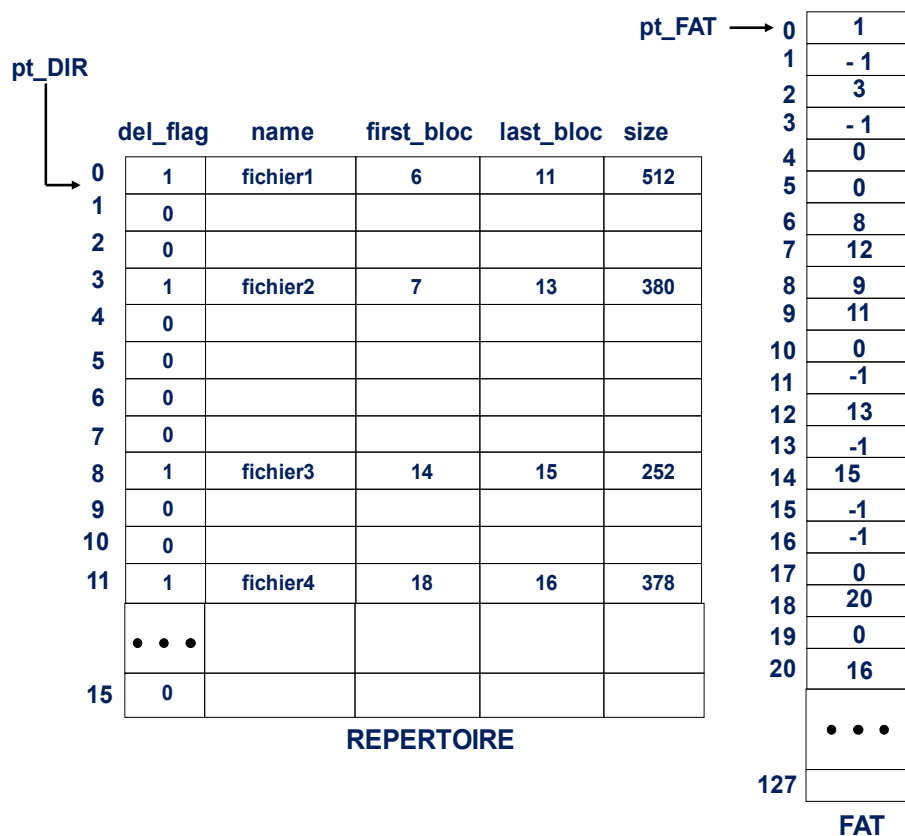 pt_DIR
del_flag name first_bloc last_bloc size
0 1 fichier1 6 11 512
1 0
2 0
3 1 fichier2 7 13 380
4 0
5 0
6 0
7 0
8 1 fichier3 14 15 252
9 0
10 0
11 1 fichier4 18 16 378
• • •
15 0
REPERTOIRE
pt_FAT
0 1
1 - 1
2 3
3 - 1
4 0
5 0
6 8
7 12
8 9
9 11
10 0
11 -1
12 13
13 -1
14 15
15 -1
16 -1
17 0
18 20
19 0
20 16
• • •
127
FAT